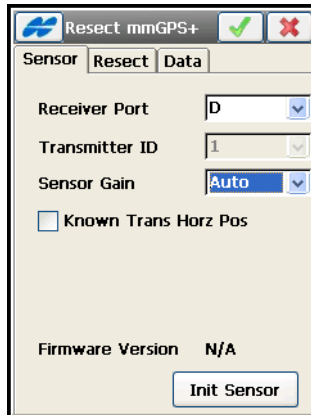 Resect mmGPS+
Sensor Resect Data
Receiver Port D
Transmitter ID 1
Sensor Gain Auto
Known Trans Horz Pos
Firmware Version N/A
Init Sensor